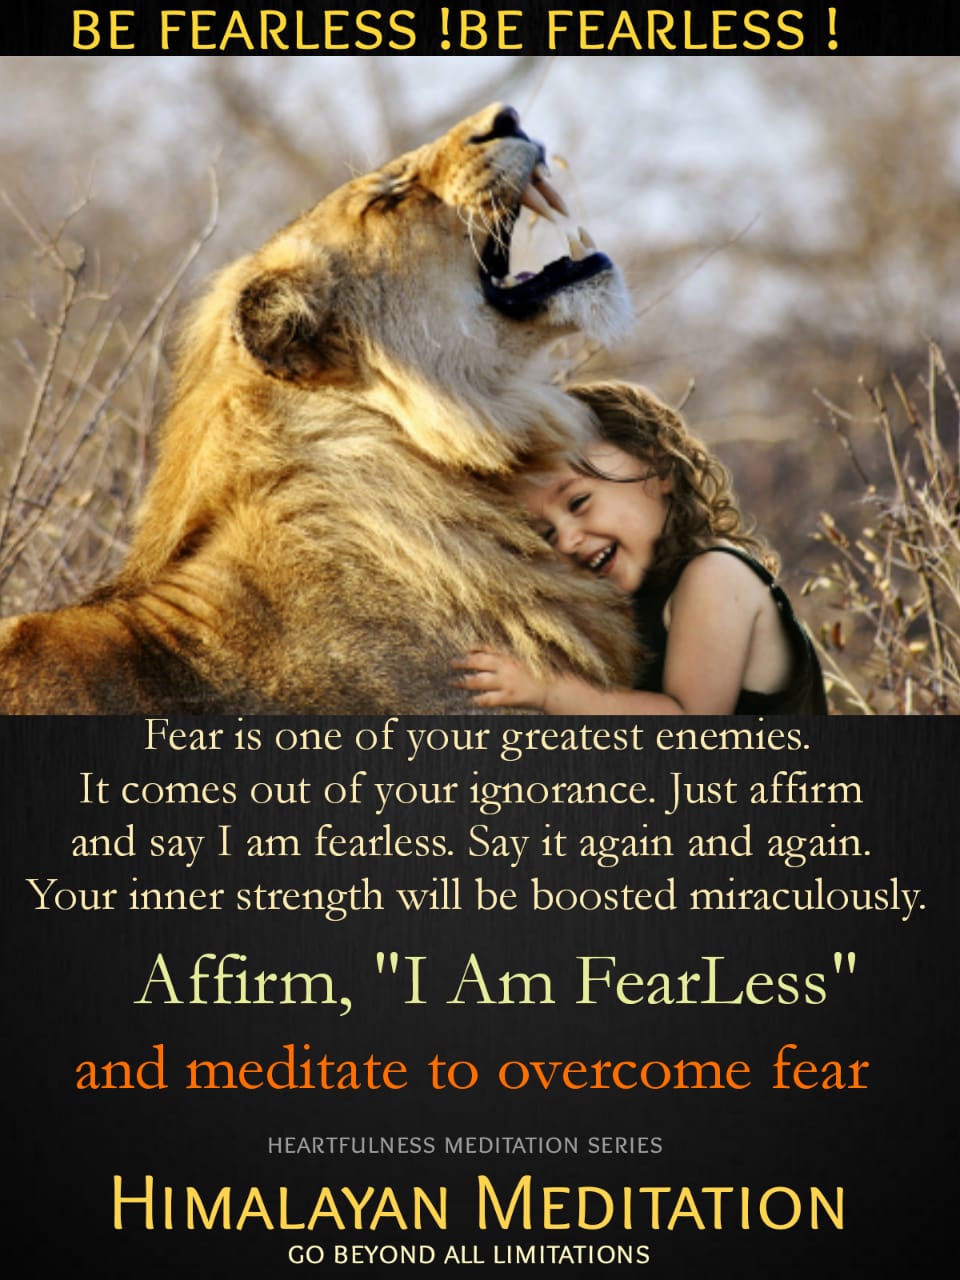 BE FEARLESS !BE FEARLESS !
Fear is one of your greatest enemies.
It comes out of your ignorance. Just affirm
and say I am fearless. Say it again and again.
Your inner strength will be boosted miraculously.
Affirm, "I Am FearLess"
and meditate to overcome fear
HEARTFULNESS MEDITATION SERIES
HIMALAYAN MEDITATION
GO BEYOND ALL LIMITATIONS